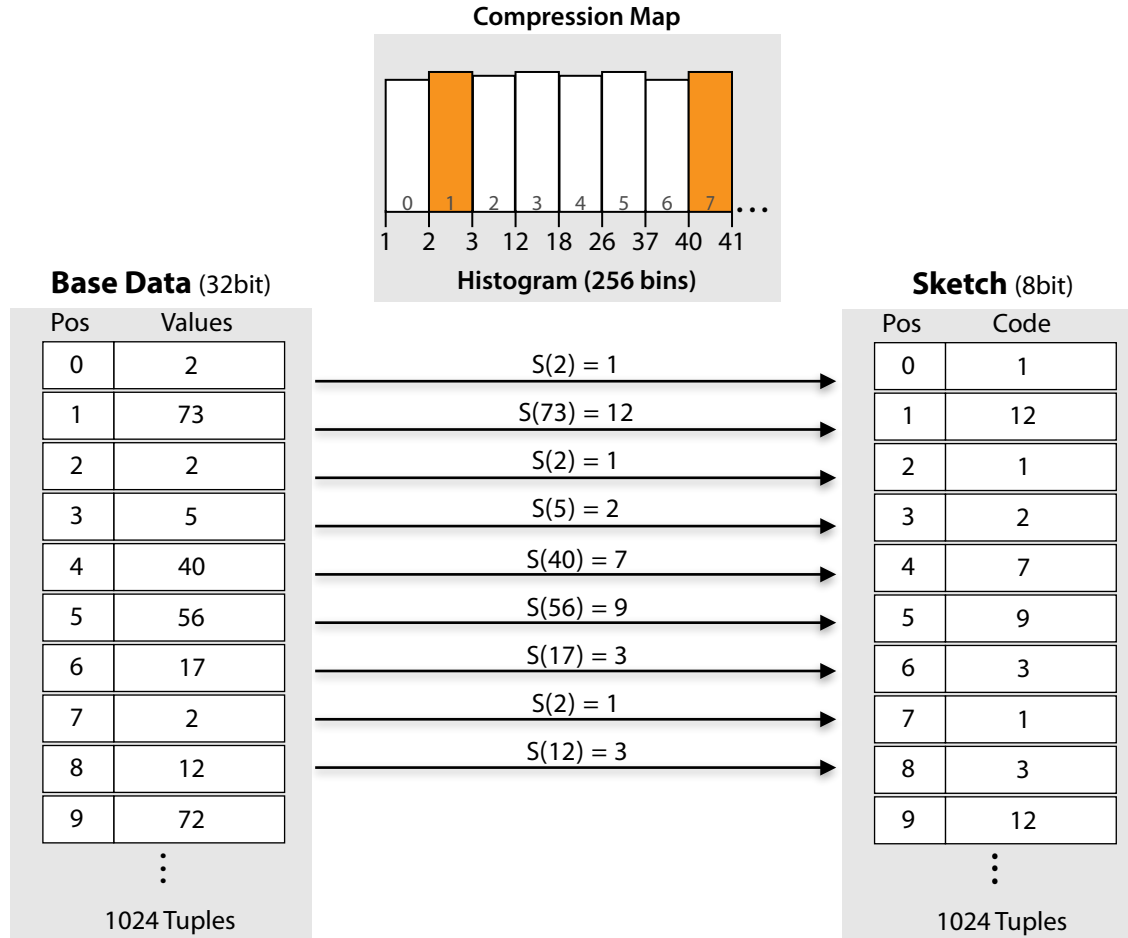 Compression Map
0 1 2 3 4 5 6 7 ...
1 2 3 12 18 26 37 40 41
Histogram (256 bins)
Base Data (32bit)
Pos Values
0 2
1 73
2 2
3 5
4 40
5 56
6 17
7 2
8 12
9 72
1024 Tuples
S(2) = 1
S(73) = 12
S(2) = 1
S(5) = 2
S(40) = 7
S(56) = 9
S(17) = 3
S(2) = 1
S(12) = 3
Sketch (8bit)
Pos Code
0 1
1 12
2 1
3 2
4 7
5 9
6 3
7 1
8 3
9 12
1024 Tuples